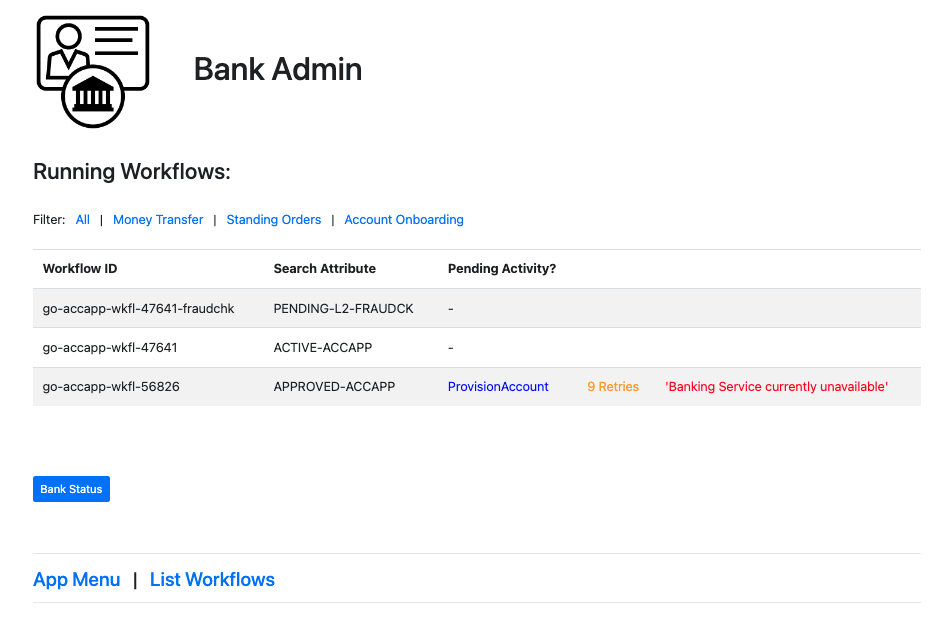 Bank Admin
Running Workflows:
Filter: All | Money Transfer | Standing Orders | Account Onboarding
Workflow ID Search Attribute Pending Activity?
go-accapp-wkfl-47641-fraudchk PENDING-L2-FRAUDCK -
go-accapp-wkfl-47641 ACTIVE-ACCAPP -
go-accapp-wkfl-56826 APPROVED-ACCAPP ProvisionAccount 9 Retries 'Banking Service currently unavailable'
Bank Status
App Menu | List Workflows